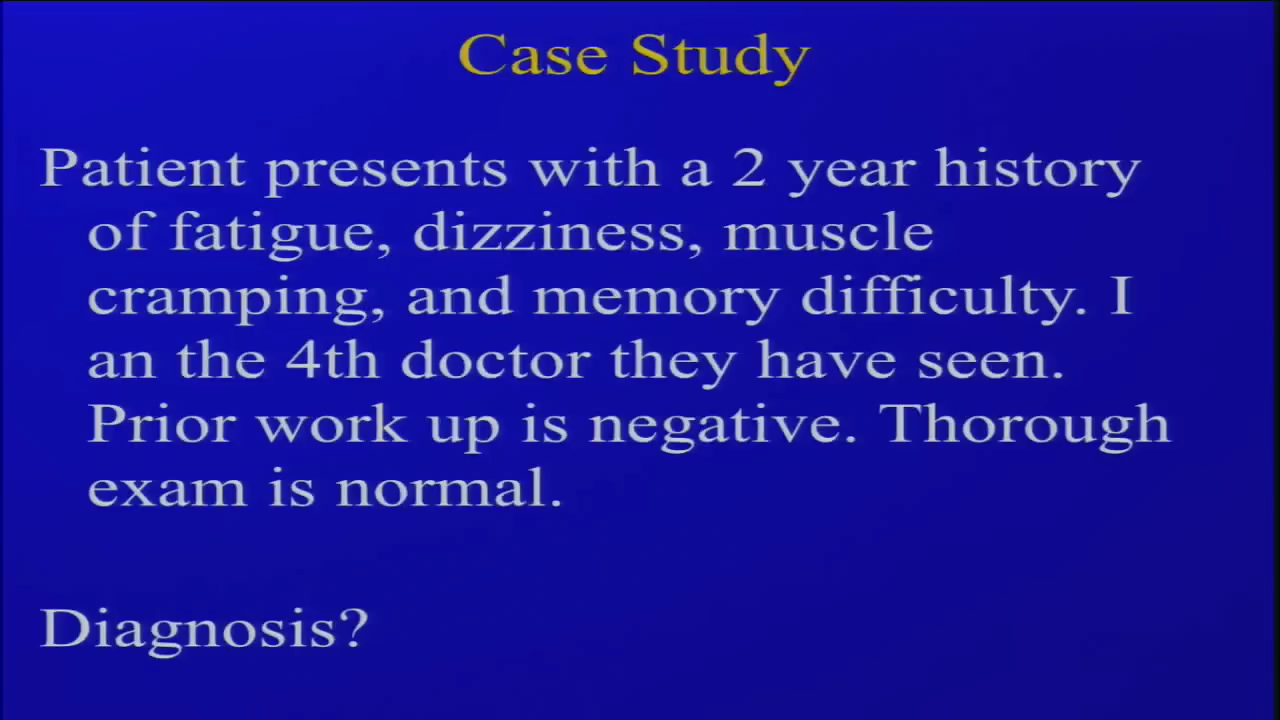 Case Study
Patient presents with a 2 year history
of fatigue, dizziness, muscle
cramping, and memory difficulty. I
an the 4th doctor they have seen.
Prior work up is negative. Thorough
exam is normal.
Diagnosis?